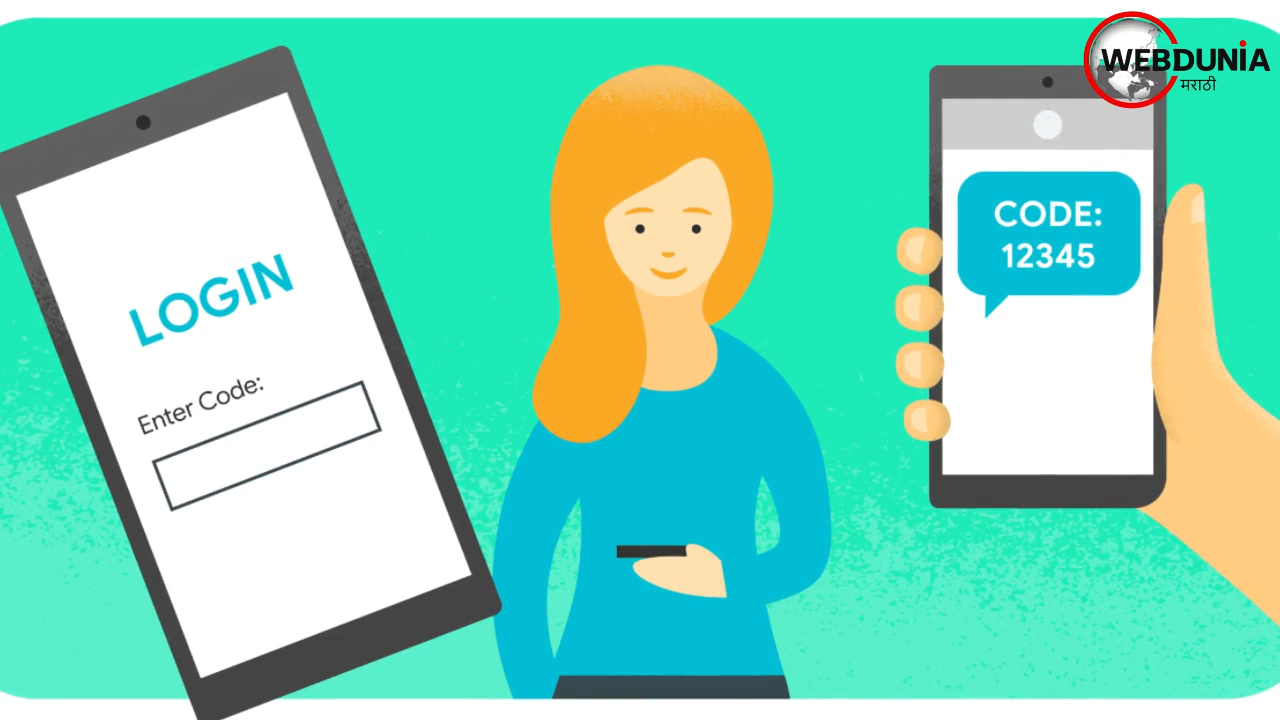 WEBDUNIA
मराठी
LOGIN
Enter Code:
CODE:
12345